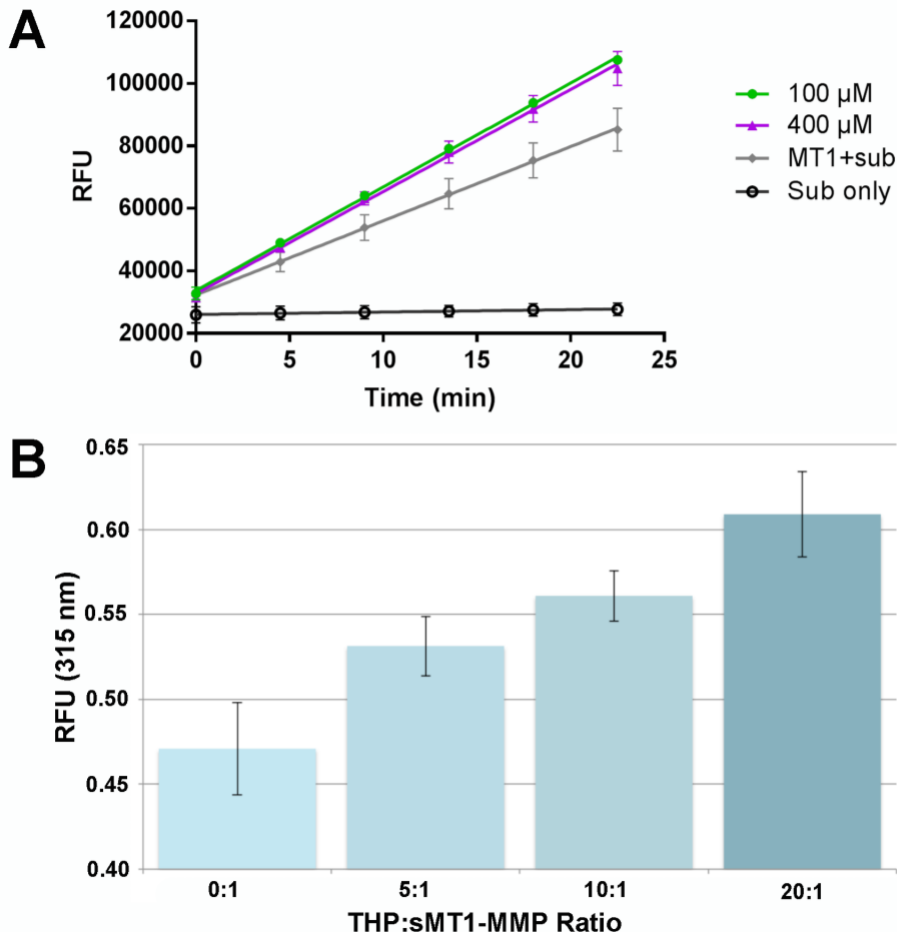 A
120000
100000
80000
60000
40000
20000
RFU
0
5
10
15
20
25
Time (min)
100 µM
400 µM
MT1+sub
Sub only
B
0.65
0.60
0.55
0.50
0.45
0.40
RFU (315 nm)
0:1
5:1
10:1
20:1
THP:sMT1-MMP Ratio